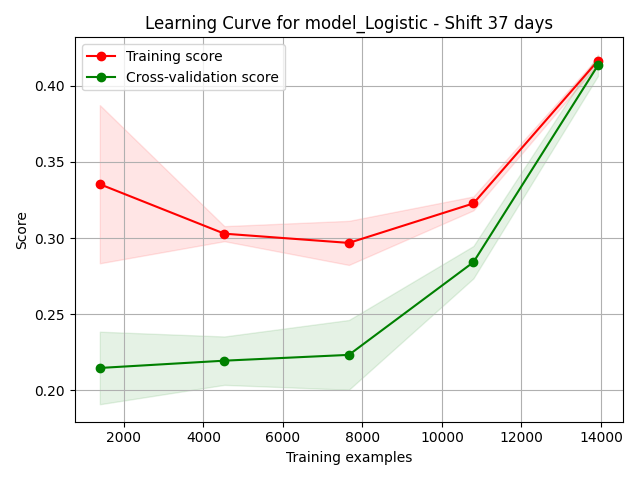 Learning Curve for model_Logistic - Shift 37 days
Training score
Cross-validation score
0.40
0.35
0.30
0.25
0.20
Score
2000 4000 6000 8000 10000 12000 14000
Training examples